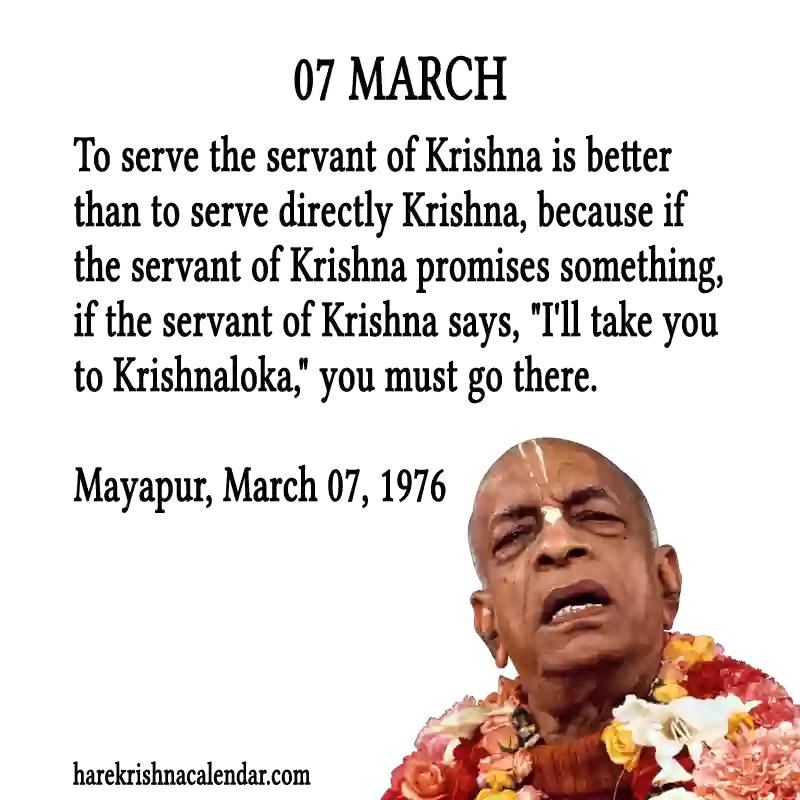 07 MARCH
To serve the servant of Krishna is better
than to serve directly Krishna, because if
the servant of Krishna promises something,
if the servant of Krishna says, "I'll take you
to Krishnaloka," you must go there.
Mayapur, March 07, 1976
harekrishnacalendar.com